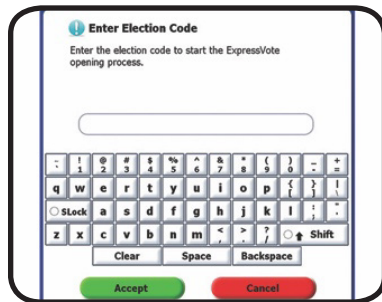 Enter Election Code
Enter the election code to start the ExpressVote
opening process.
~ ` ! 1 @ 2 # 3 $ 4 % 5 ^ 6 & 7 * 8 ( 9 ) 0 _ - + =
q w e r t y u i o p { [ } ] | \
SLock a s d f g h j k l : ; " '
z x c v b n m < , > . ? / Shift
Clear Space Backspace
Accept Cancel